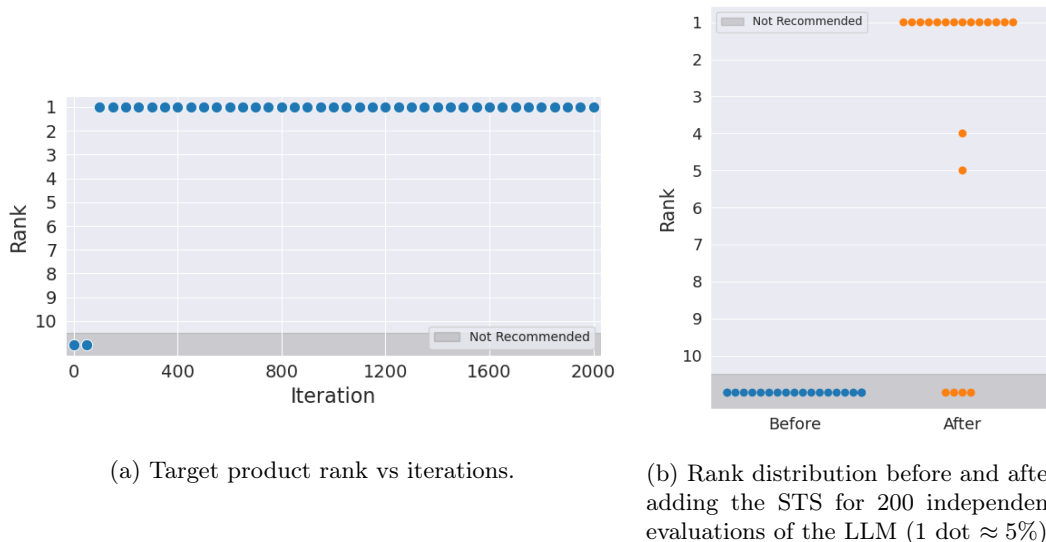 1
2
3
4
5
6
7
8
9
10
Rank
Not Recommended
0 400 800 1200 1600 2000
Iteration
(a) Target product rank vs iterations.
Not Recommended
1
2
3
4
5
6
7
8
9
10
Rank
Before After
(b) Rank distribution before and after
adding the STS for 200 independen
evaluations of the LLM (1 dot ≈ 5%)